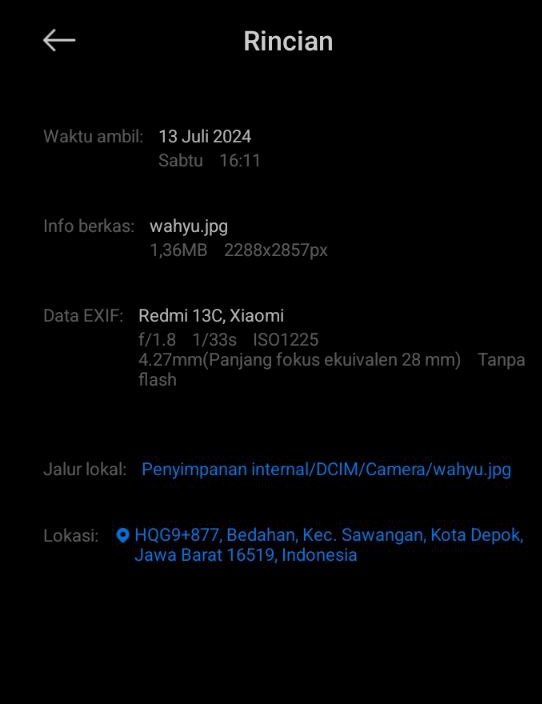 Rincian
Waktu ambil: 13 Juli 2024
Sabtu 16:11
Info berkas: wahyu.jpg
1,36MB 2288x2857px
Data EXIF: Redmi 13C, Xiaomi
f/1.8 1/33s ISO1225
4.27mm(Panjang fokus ekuivalen 28 mm) Tanpa
flash
Jalur lokal: Penyimpanan internal/DCIM/Camera/wahyu.jpg
Lokasi: HQG9+877, Bedahan, Kec. Sawangan, Kota Depok,
Jawa Barat 16519, Indonesia